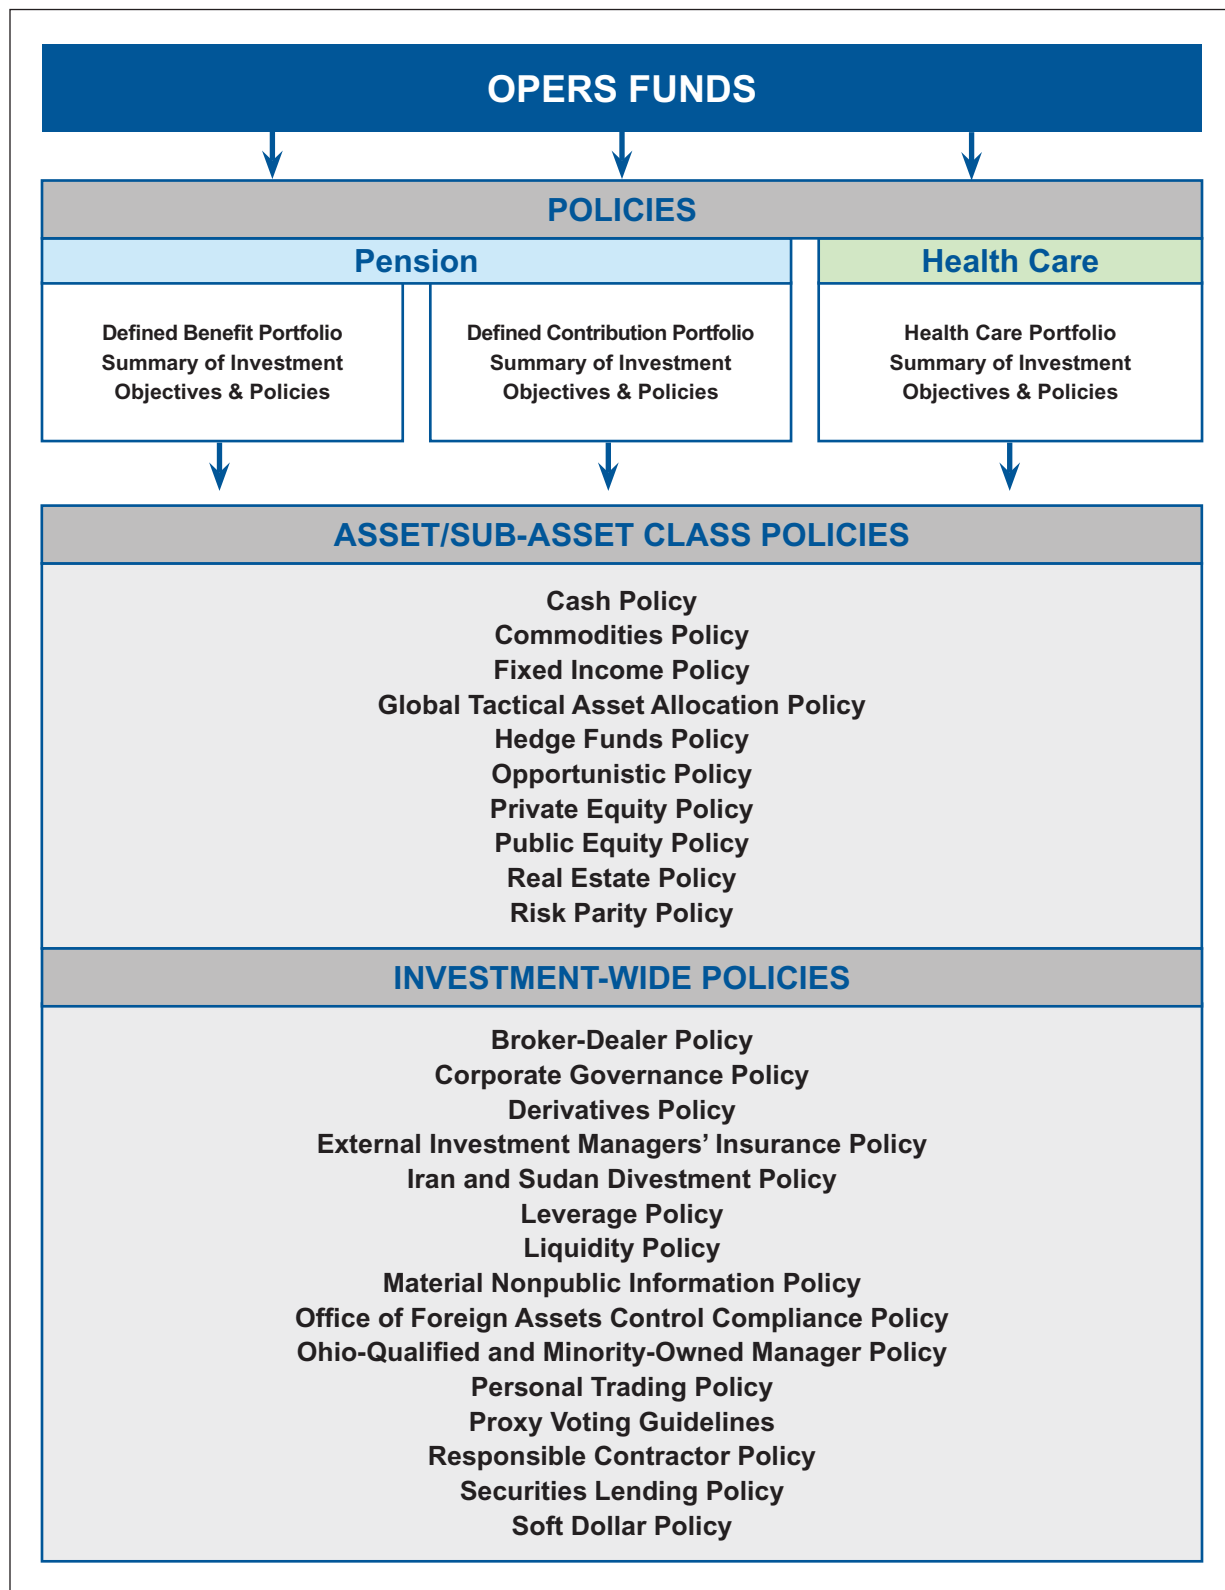 OPERS FUNDS
POLICIES
Pension
Health Care
Defined Benefit Portfolio
Summary of Investment
Objectives & Policies
Defined Contribution Portfolio
Summary of Investment
Objectives & Policies
Health Care Portfolio
Summary of Investment
Objectives & Policies
ASSET/SUB-ASSET CLASS POLICIES
Cash Policy
Commodities Policy
Fixed Income Policy
Global Tactical Asset Allocation Policy
Hedge Funds Policy
Opportunistic Policy
Private Equity Policy
Public Equity Policy
Real Estate Policy
Risk Parity Policy
INVESTMENT-WIDE POLICIES
Broker-Dealer Policy
Corporate Governance Policy
Derivatives Policy
External Investment Managers’ Insurance Policy
Iran and Sudan Divestment Policy
Leverage Policy
Liquidity Policy
Material Nonpublic Information Policy
Office of Foreign Assets Control Compliance Policy
Ohio-Qualified and Minority-Owned Manager Policy
Personal Trading Policy
Proxy Voting Guidelines
Responsible Contractor Policy
Securities Lending Policy
Soft Dollar Policy